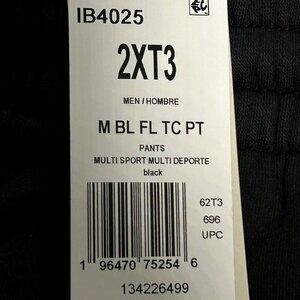 IB4025
2XT3
MEN / HOMBRE
M BL FL TC PT
PANTS
MULTI SPORT MULTI DEPORTE
black
62T3
696
UPC
1 96470 75254 6
134226499